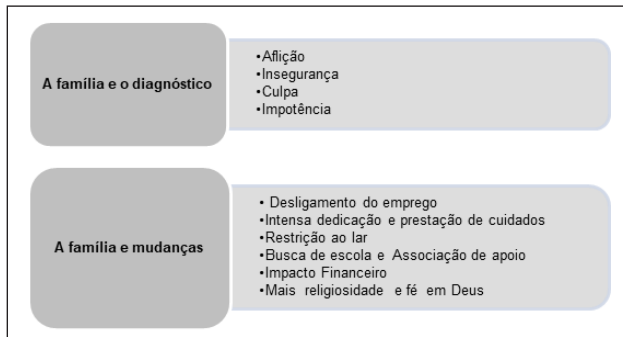 A família e o diagnóstico
•Aflição
•Insegurança
•Culpa
•Impotência
A família e mudanças
• Desligamento do emprego
•Intensa dedicação e prestação de cuidados
•Restrição ao lar
•Busca de escola e Associação de apoio
•Impacto Financeiro
•Mais religiosidade e fé em Deus